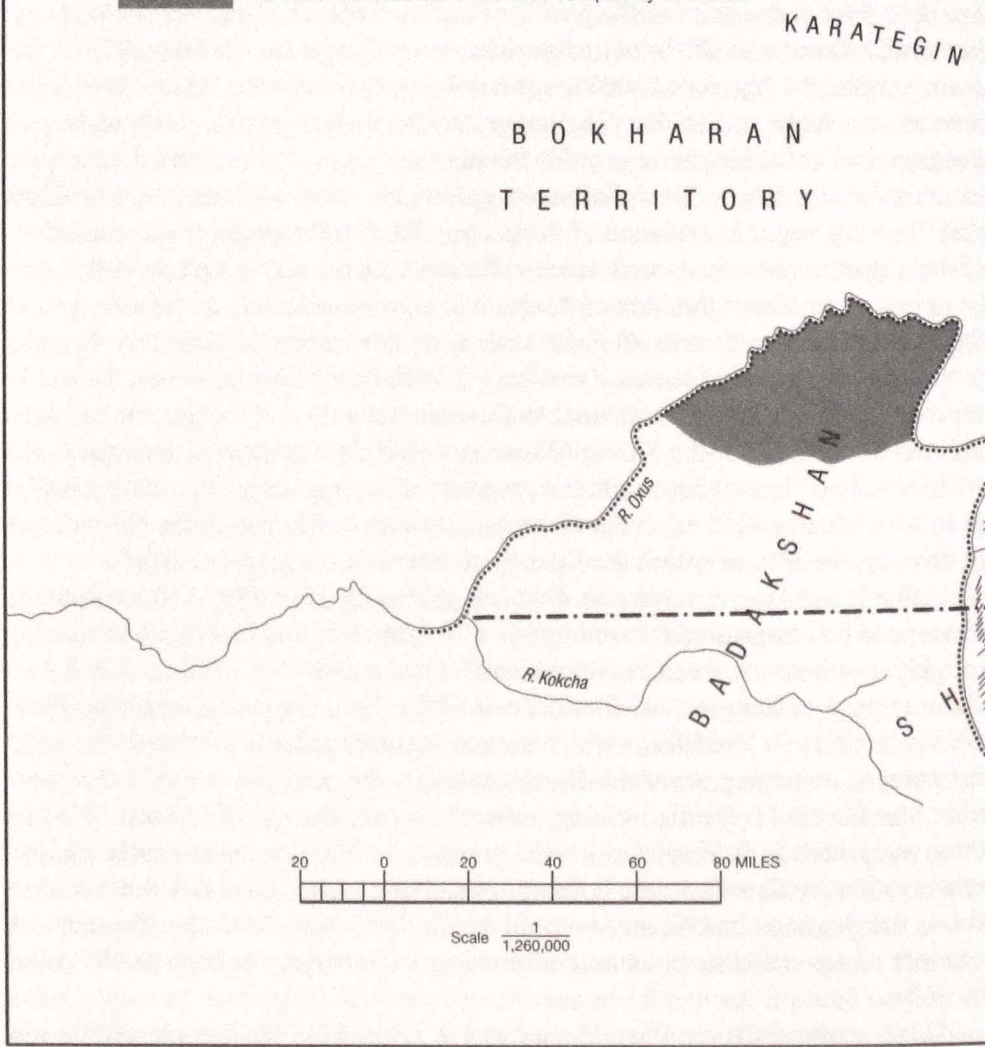 KARATEGIN
BOKHARAN
TERRITORY
R. Oxus
BADAKSHAN
R. Kokcha
SH
20 0 20 40 60 80 MILES
Scale 1
1,260,000